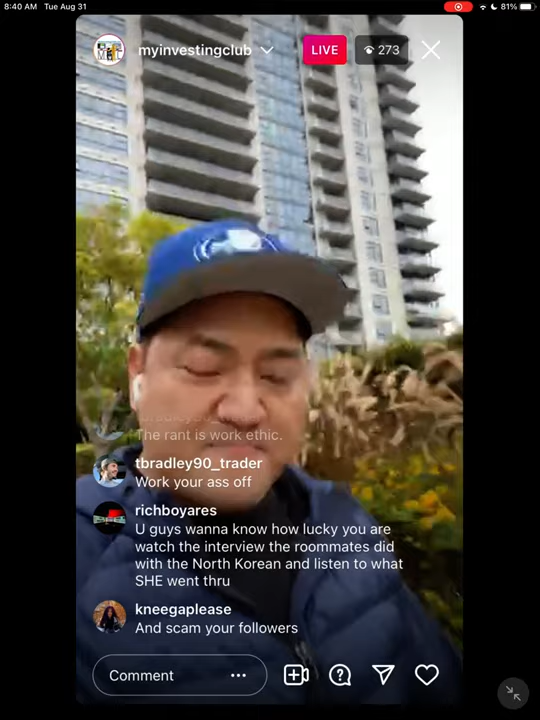 8:40 AM Tue Aug 31
81%
myinvestingclub
LIVE
273
The rant is work ethic.
tbradley90_trader
Work your ass off
richboyares
U guys wanna know how lucky you are
watch the interview the roommates did
with the North Korean and listen to what
SHE went thru
kneegaplease
And scam your followers
Comment